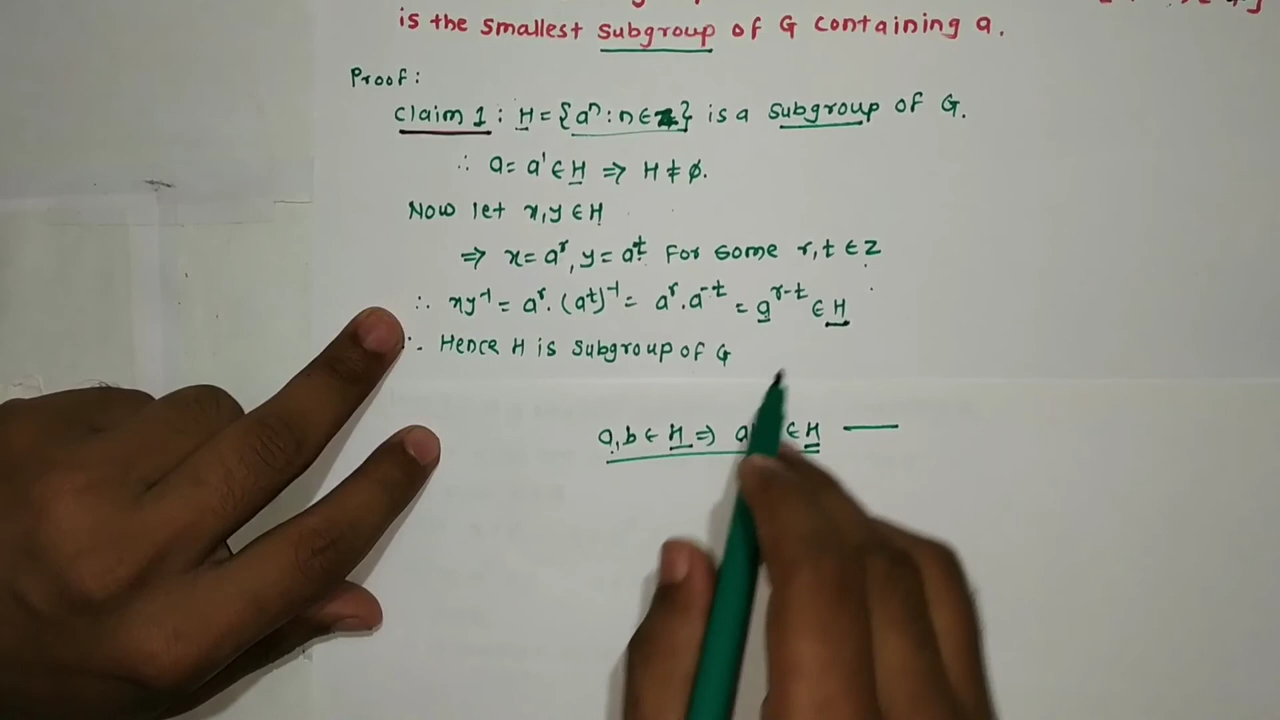 is the smallest subgroup of G containing a.
Proof:
Claim 1: H = {aⁿ : n ∈ Z} is a subgroup of G.
∴ a = a¹ ∈ H ⇒ H ≠ ϕ.
Now let x, y ∈ H
⇒ x = aʳ, y = aᵗ For some r, t ∈ Z
∴ xy⁻¹ = aʳ. (aᵗ)⁻¹ = aʳ. a⁻ᵗ = aʳ⁻ᵗ ∈ H
∴ Hence H is subgroup of G
a, b ∈ H ⇒ a ∈ H —